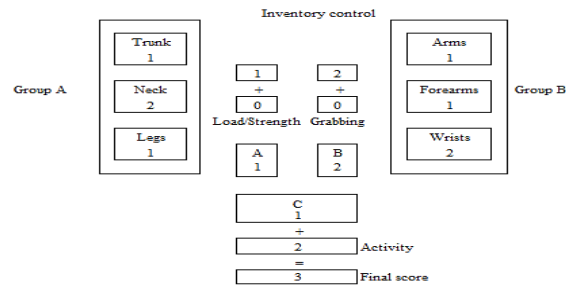 Inventory control
Group A
Trunk
1
Neck
2
Legs
1
1
+
0
Load/Strength
A
1
2
+
0
Grabbing
B
2
Arms
1
Forearms
1
Wrists
2
Group B
C
1
+
2 Activity
=
3 Final score